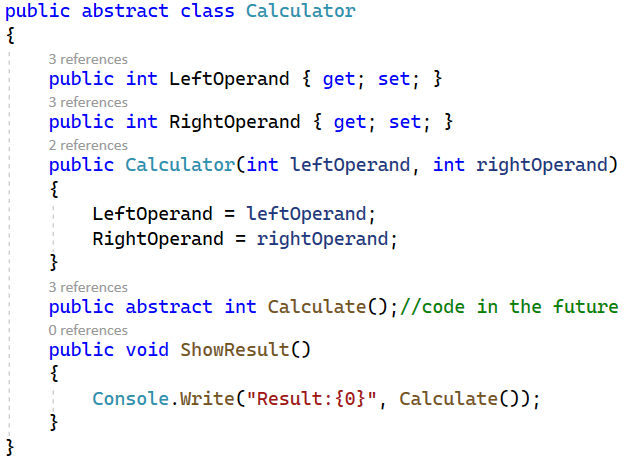 public abstract class Calculator
{
3 references
public int LeftOperand { get; set; }
3 references
public int RightOperand { get; set; }
2 references
public Calculator(int leftOperand, int rightOperand)
{
LeftOperand = leftOperand;
RightOperand = rightOperand;
}
3 references
public abstract int Calculate();//code in the future
0 references
public void ShowResult()
{
Console.Write("Result:{0}", Calculate());
}
}